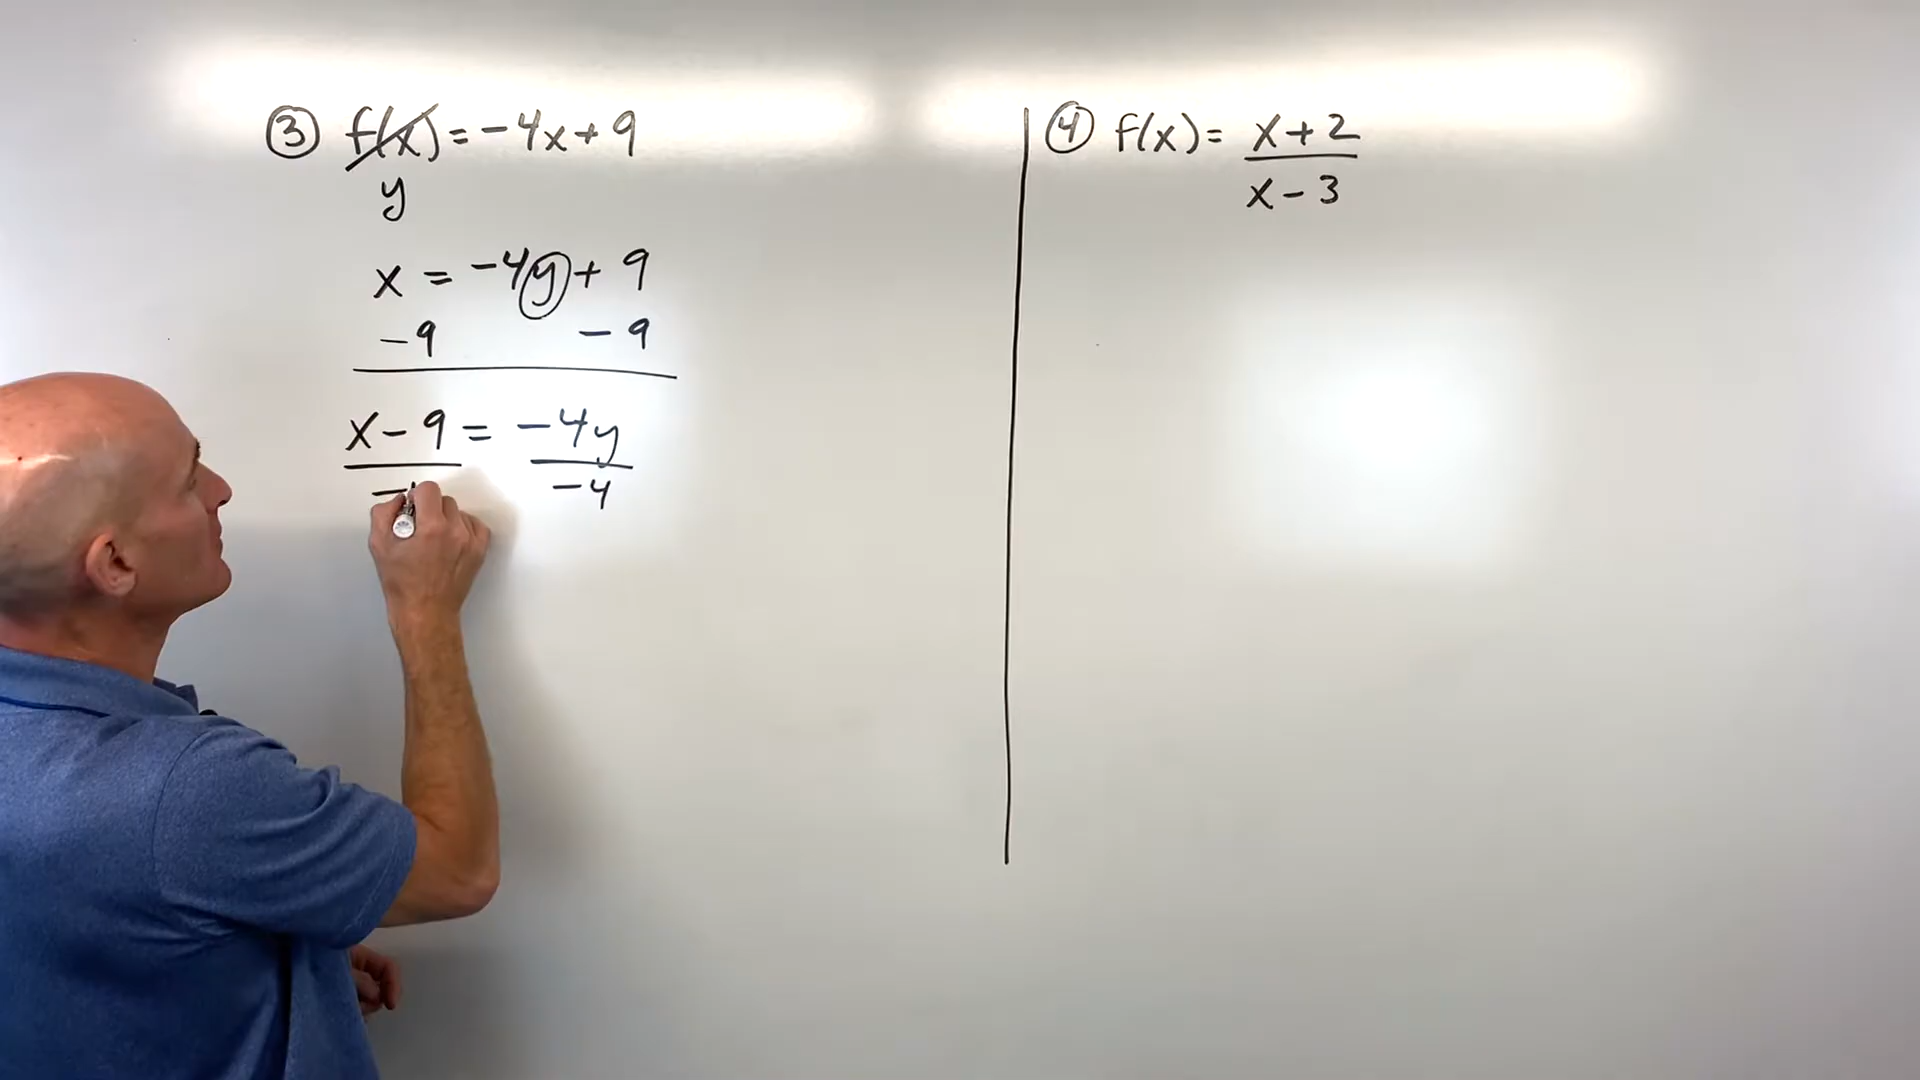 ③ f(x) = -4x + 9
y
x = -4y + 9
-9 - 9
x - 9 = -4y
- -4
④ f(x) = x + 2
x - 3